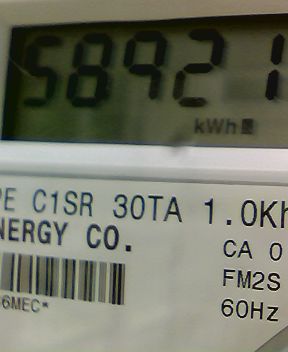 58921
kWh
PE C1SR 30TA 1.0Kh
NERGY CO.
CA 0
FM2S
6MEC*
60Hz